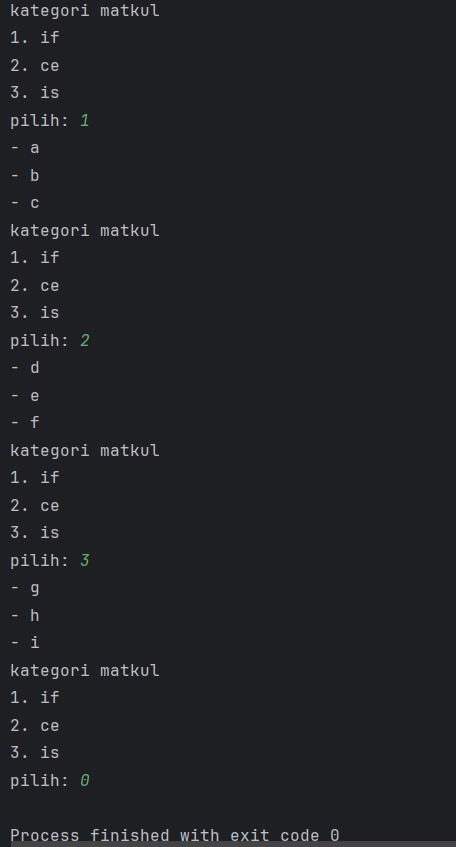 kategori matkul
1. if
2. ce
3. is
pilih: 1
- a
- b
- c
kategori matkul
1. if
2. ce
3. is
pilih: 2
- d
- e
- f
kategori matkul
1. if
2. ce
3. is
pilih: 3
- g
- h
- i
kategori matkul
1. if
2. ce
3. is
pilih: 0
Process finished with exit code 0